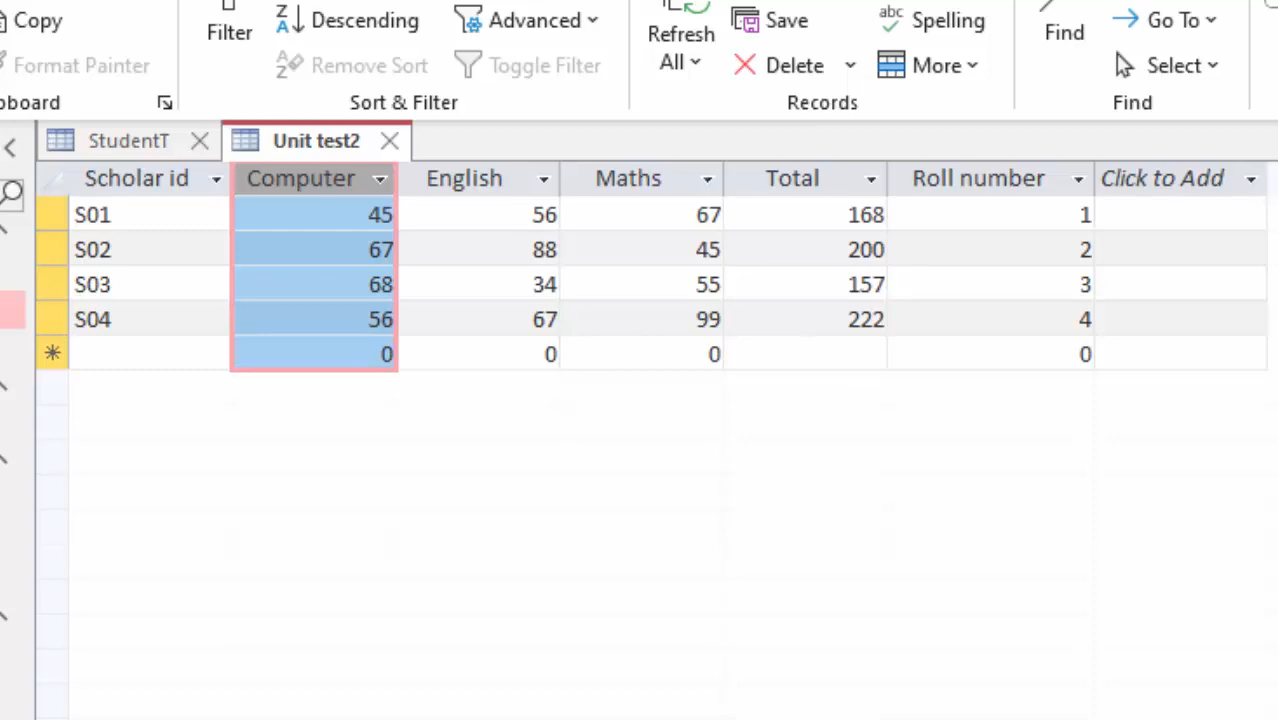 Copy
Filter
Descending
Advanced
Refresh
All
Save
Spelling
Find
Go To
Format Painter
Remove Sort
Toggle Filter
Delete
More
Select
Sort & Filter
Records
Find
StudentT
Unit test2
Scholar id Computer English Maths Total Roll number Click to Add
S01 45 56 67 168 1
S02 67 88 45 200 2
S03 68 34 55 157 3
S04 56 67 99 222 4
0 0 0 0